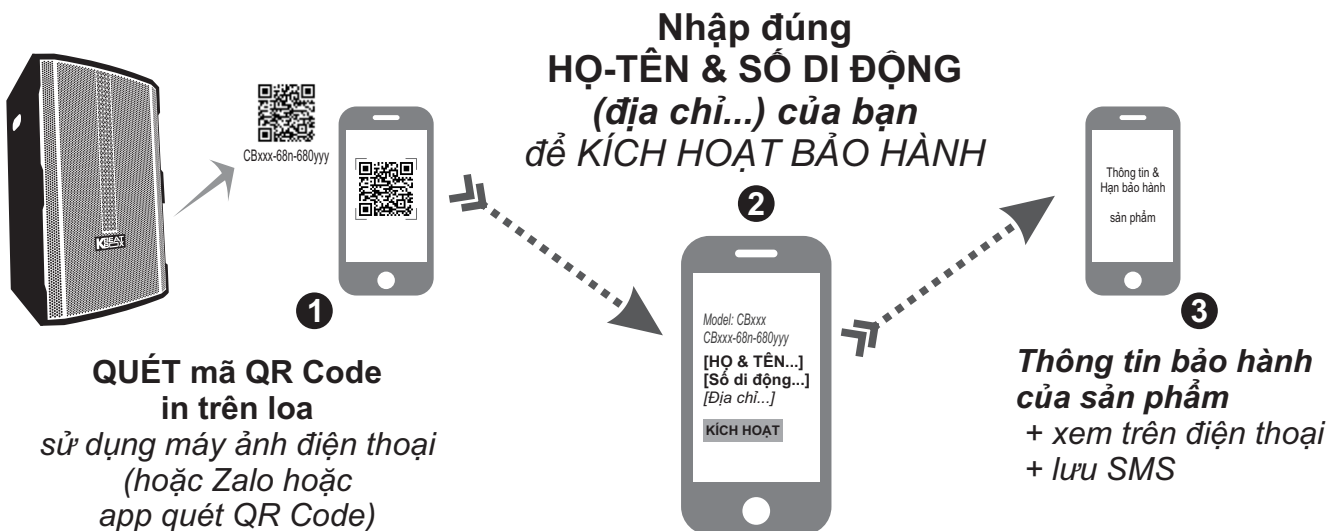 CBxxx-68n-680yyy
KBEAT BOX
1
QUÉT mã QR Code
in trên loa
sử dụng máy ảnh điện thoại
(hoặc Zalo hoặc
app quét QR Code)
Nhập đúng
HỌ-TÊN & SỐ DI ĐỘNG
(địa chỉ...) của bạn
để KÍCH HOẠT BẢO HÀNH
2
Model: CBxxx
CBxxx-68n-680yyy
[HỌ & TÊN...]
[Số di động...]
[Địa chỉ...]
KÍCH HOẠT
Thông tin &
Hạn bảo hành
sản phẩm
3
Thông tin bảo hành
của sản phẩm
+ xem trên điện thoại
+ lưu SMS